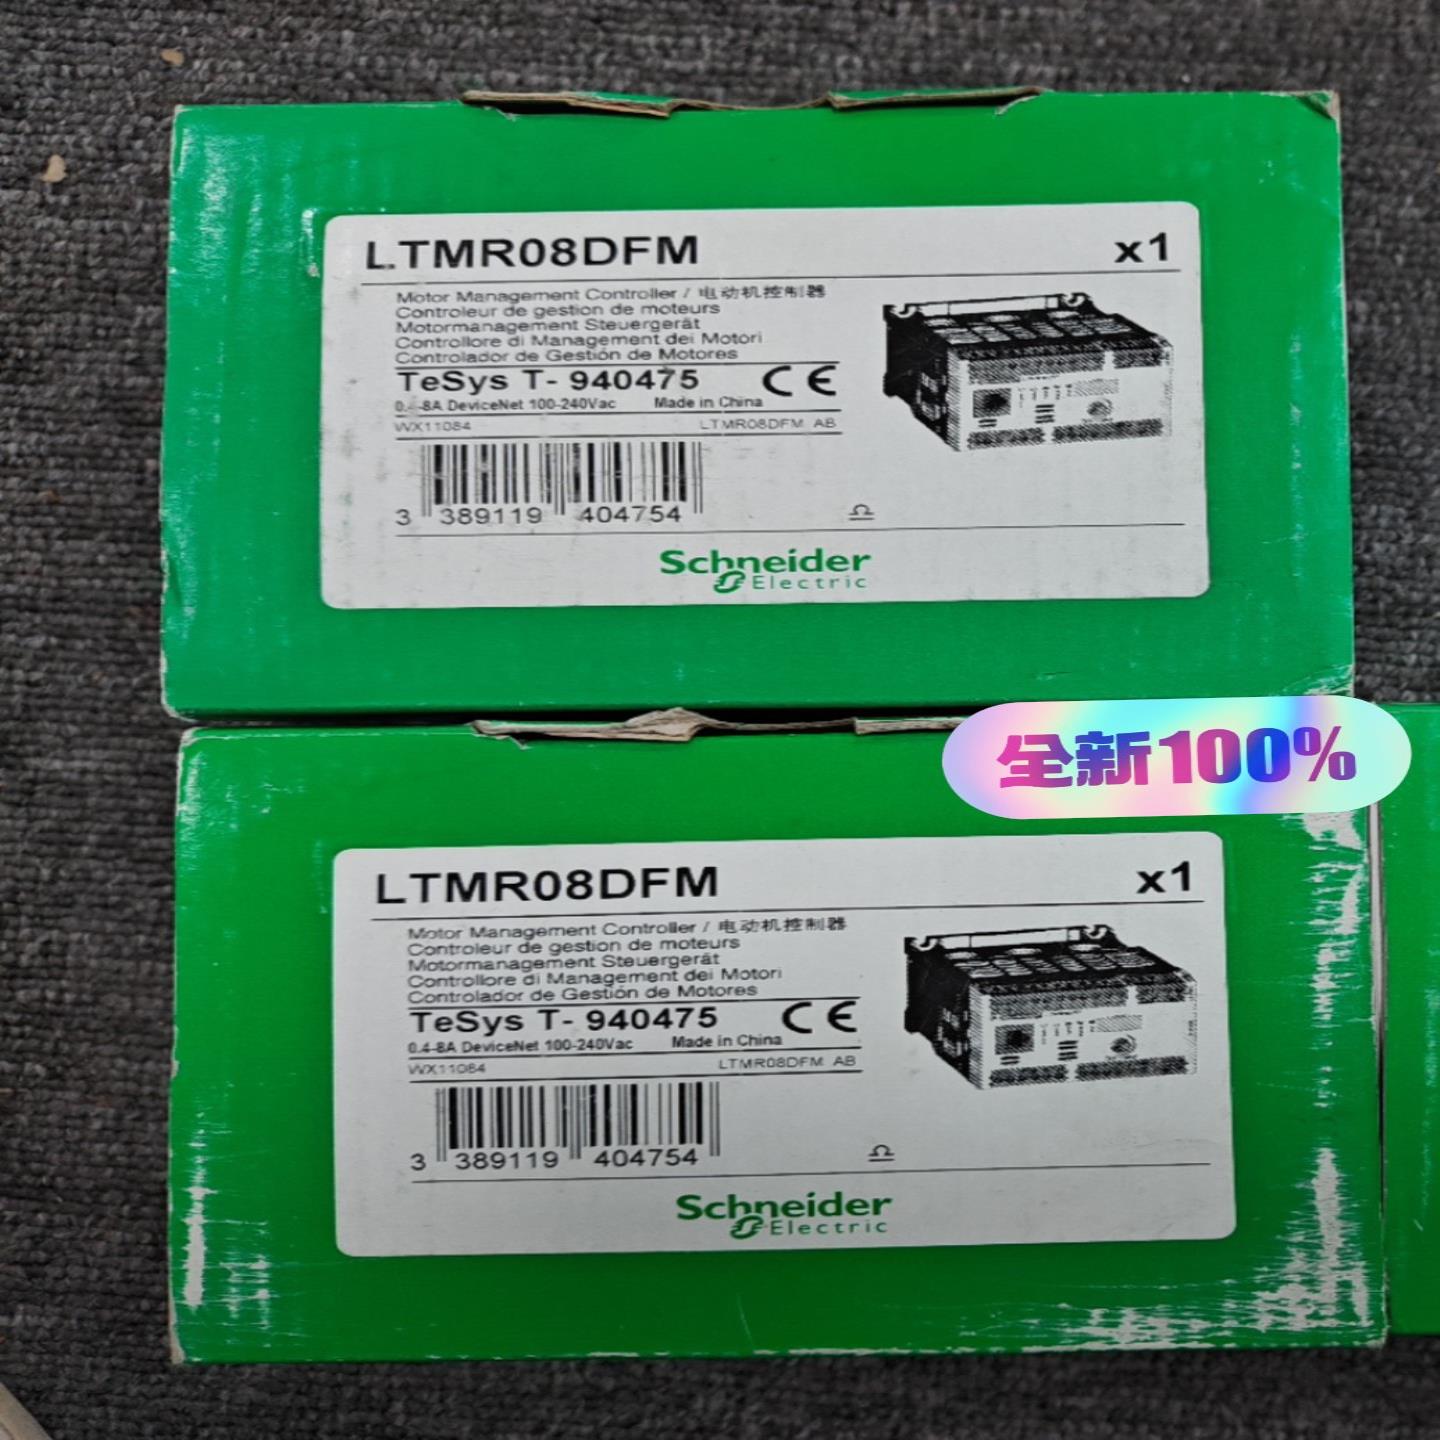 LTMR08DFM x1
Motor Management Controller / 电动机控制器
Controleur de gestion de moteurs
Motormanagement Steuergerät
Controllore di Management dei Motori
Controlador de Gestión de Motores
TeSys T- 940475 CE
0.4-8A DeviceNet 100-240Vac Made in China
WX11084 LTMR08DFM AB
3 389119 404754
Schneider
Electric
全新100%
LTMR08DFM x1
Motor Management Controller / 电动机控制器
Controleur de gestion de moteurs
Motormanagement Steuergerät
Controllore di Management dei Motori
Controlador de Gestión de Motores
TeSys T- 940475 CE
0.4-8A DeviceNet 100-240Vac Made in China
WX11084 LTMR08DFM AB
3 389119 404754
Schneider
Electric